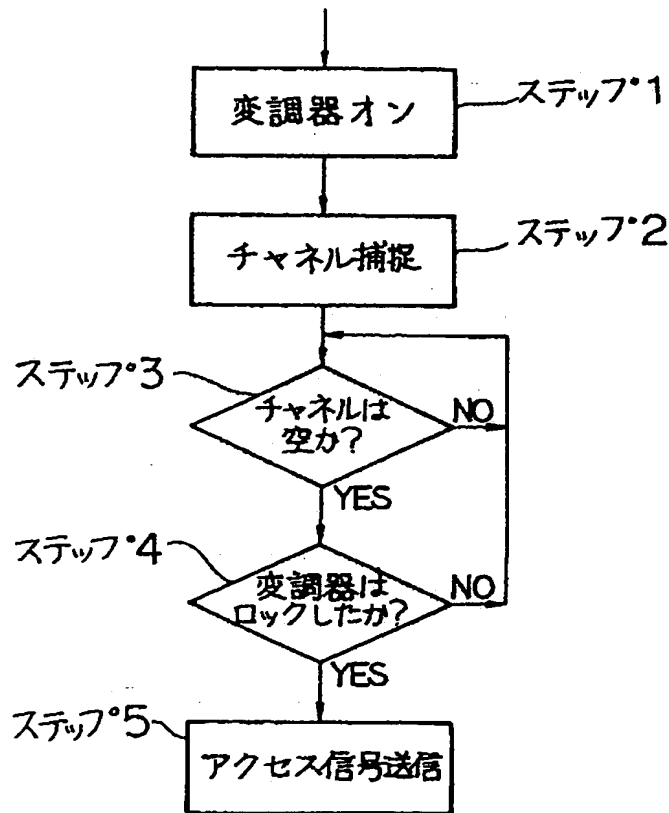 変調器オン
ステップ1
チャネル捕捉
ステップ2
ステップ3
チャネルは
空か?
NO
YES
ステップ4
変調器は
ロックしたか?
NO
YES
ステップ5
アクセス信号送信